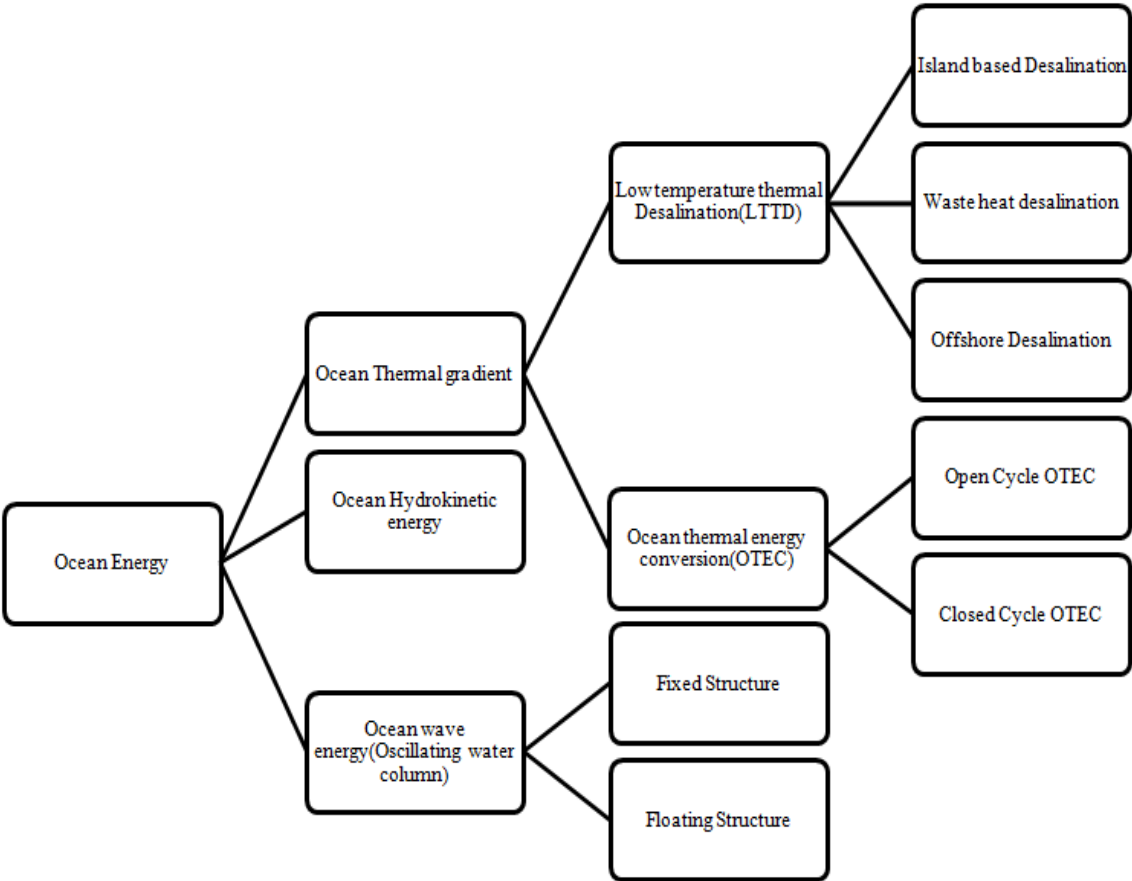 Island based Desalination
Low temperature thermal
Desalination(LTTD)
Waste heat desalination
Offshore Desalination
Ocean Thermal gradient
Ocean Hydrokinetic
energy
Open Cycle OTEC
Ocean Energy
Ocean thermal energy
conversion(OTEC)
Closed Cycle OTEC
Fixed Structure
Ocean wave
energy(Oscillating water
column)
Floating Structure